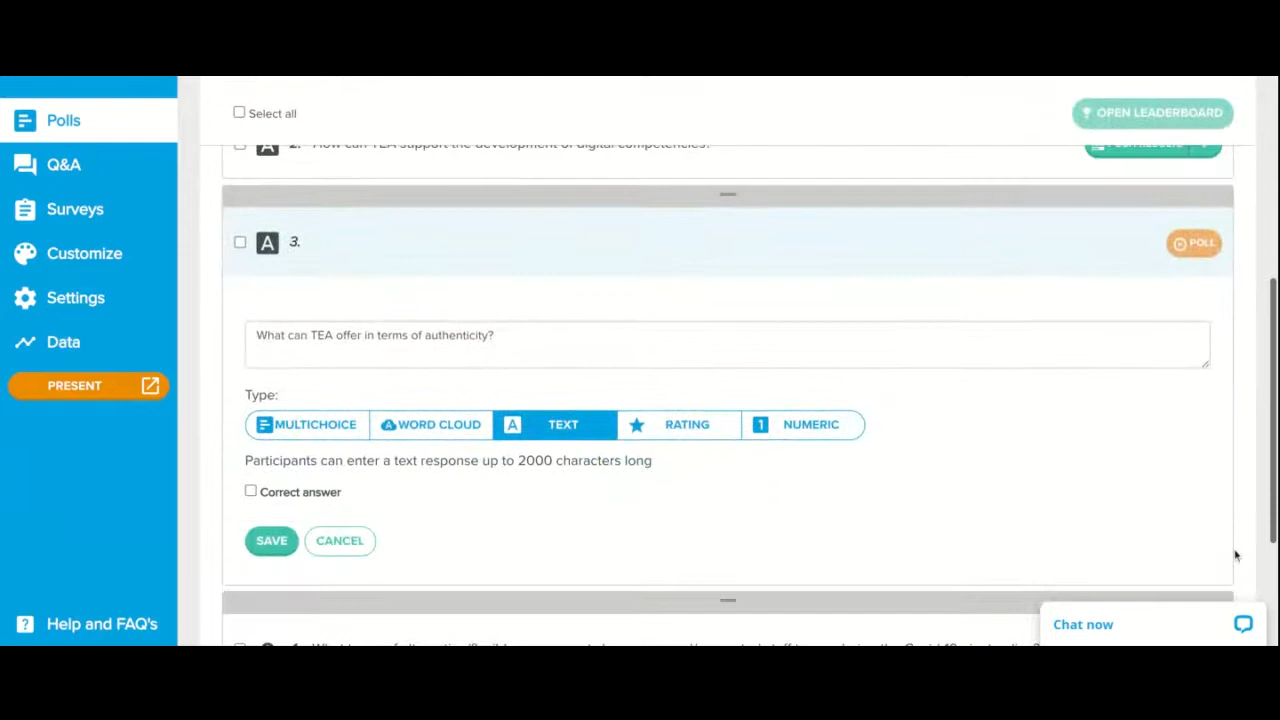 Polls
Q&A
Surveys
Customize
Settings
Data
PRESENT
Help and FAQ's
Select all
OPEN LEADERBOARD
A 2. How can TEA support the development of digital competencies?
A 3.
POLL
What can TEA offer in terms of authenticity?
Type:
MULTICHOICE WORD CLOUD A TEXT RATING 1 NUMERIC
Participants can enter a text response up to 2000 characters long
Correct answer
SAVE CANCEL
Chat now